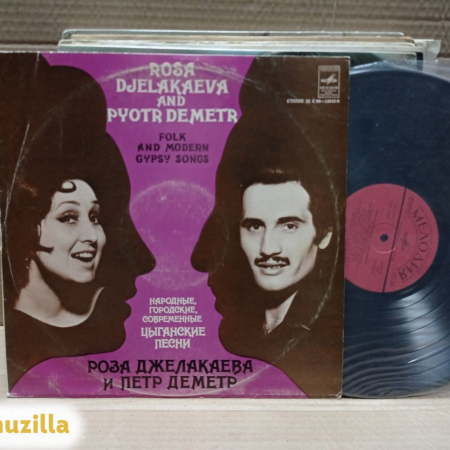 ROSA
DJELAKAEVA
AND
PYOTR DEMETR
FOLK
AND MODERN
GYPSY SONGS
НАРОДНЫЕ,
ГОРОДСКИЕ,
СОВРЕМЕННЫЕ
ЦЫГАНСКИЕ
ПЕСНИ
РОЗА ДЖЕЛАКАЕВА
И ПЕТР ДЕМЕТР
МЕЛОДИЯ
muzilla